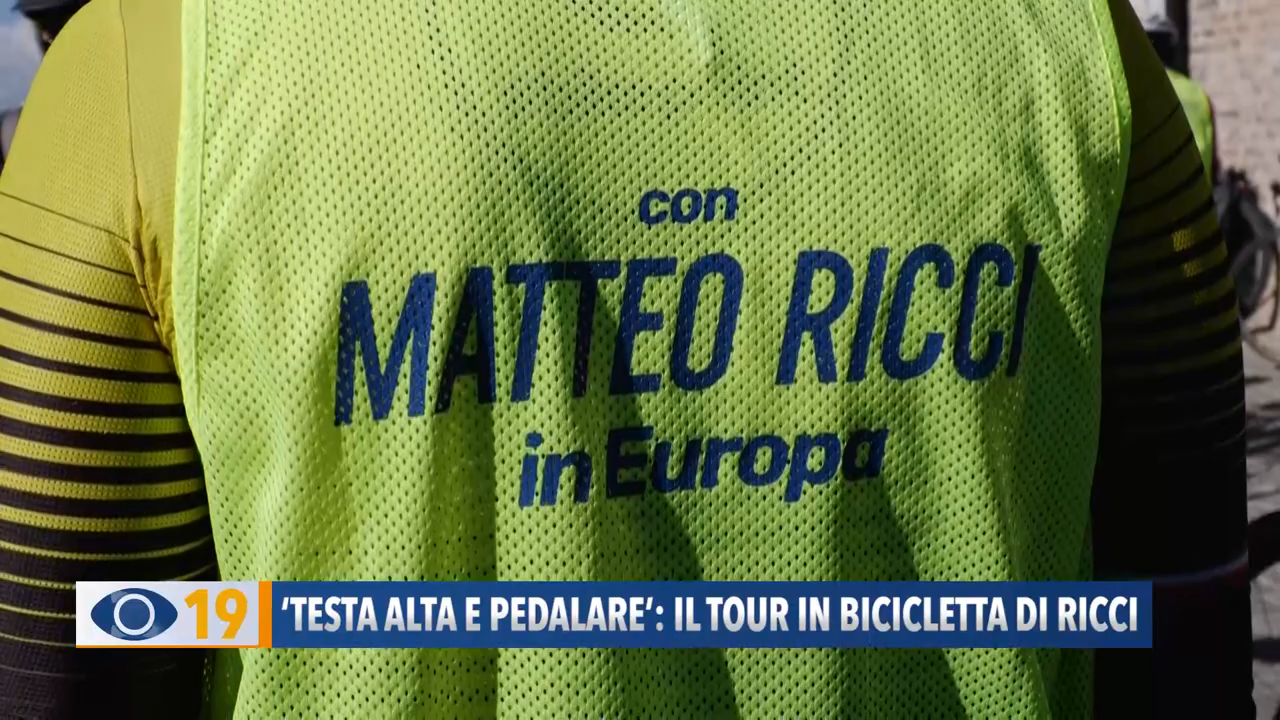 con
MATTEO RICCI
in Europa
19
'TESTA ALTA E PEDALARE': IL TOUR IN BICICLETTA DI RICCI